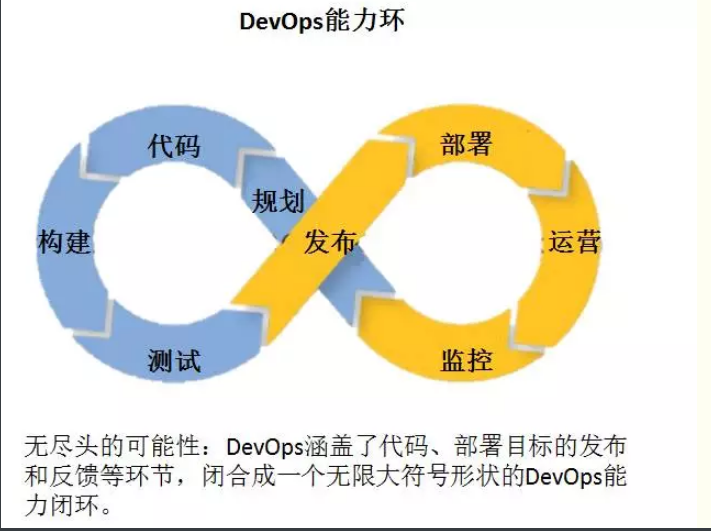 DevOps能力环
代码
部署
规划
构建
发布
运营
测试
监控
无尽头的可能性：DevOps涵盖了代码、部署目标的发布
和反馈等环节，闭合成一个无限大符号形状的DevOps能
力闭环。